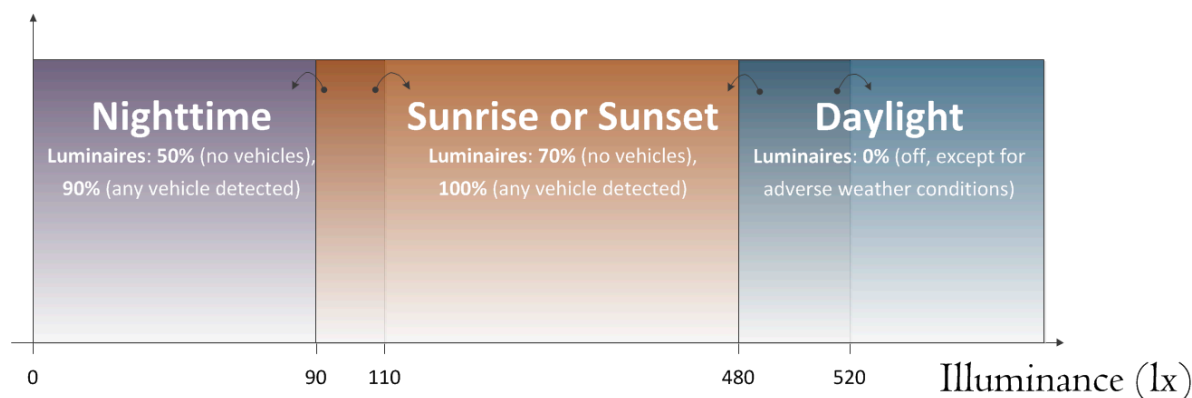 Nighttime
Luminaires: 50% (no vehicles),
90% (any vehicle detected)
Sunrise or Sunset
Luminaires: 70% (no vehicles),
100% (any vehicle detected)
Daylight
Luminaires: 0% (off, except for
adverse weather conditions)
0
90
110
480
520
Illuminance (lx)